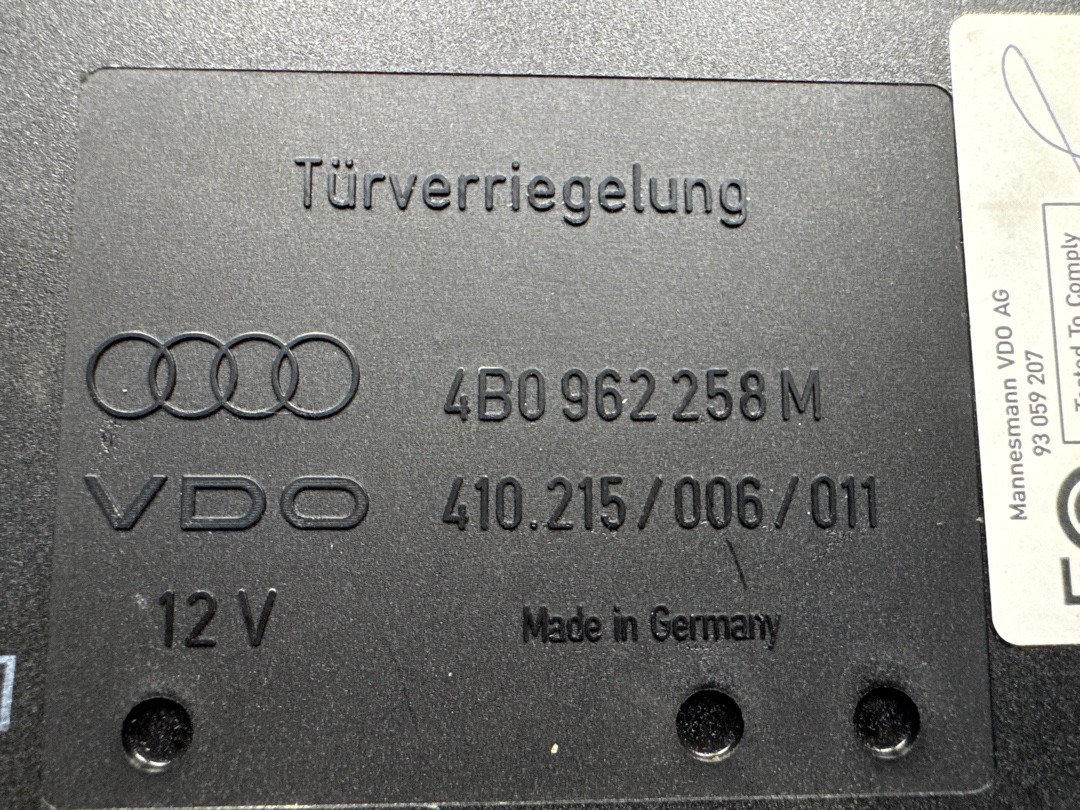 Türverriegelung
4B0 962 258 M
VDO 410.215/006/011
12 V Made in Germany
Mannesmann VDO AG
93 059 207
Tested To Comply